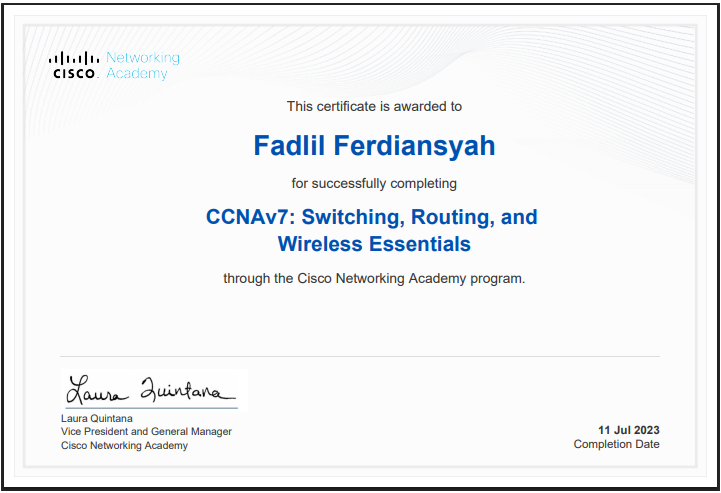 Networking
CISCO Academy
This certificate is awarded to
Fadlil Ferdiansyah
for successfully completing
CCNAv7: Switching, Routing, and
Wireless Essentials
through the Cisco Networking Academy program.
Laura Quintana
Laura Quintana
Vice President and General Manager
Cisco Networking Academy
11 Jul 2023
Completion Date